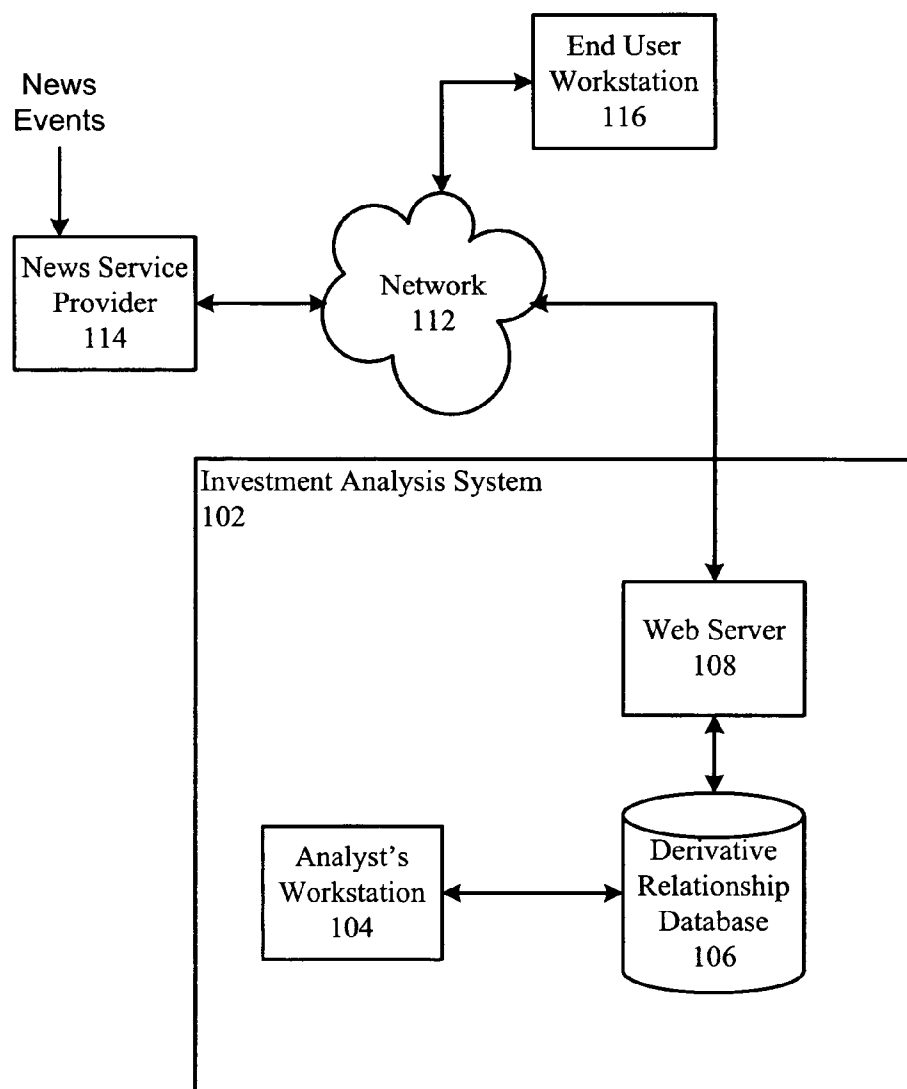 End User
Workstation
116
News
Events
News Service
Provider
114
Network
112
Investment Analysis System
102
Web Server
108
Analyst's
Workstation
104
Derivative
Relationship
Database
106